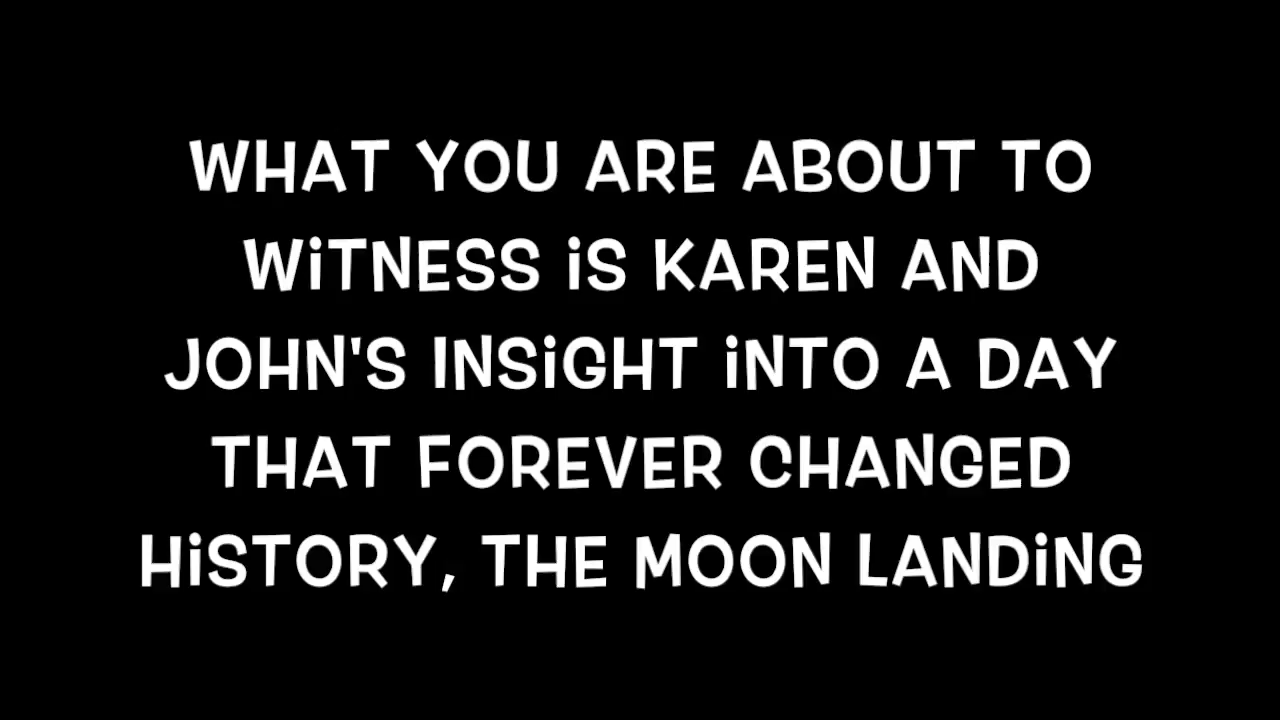 WHAT YOU ARE ABOUT TO
WiTNESS iS KAREN AND
JOHN'S INSiGHT iNTO A DAY
THAT FOREVER CHANGED
HiSTORY, THE MOON LANDiNG